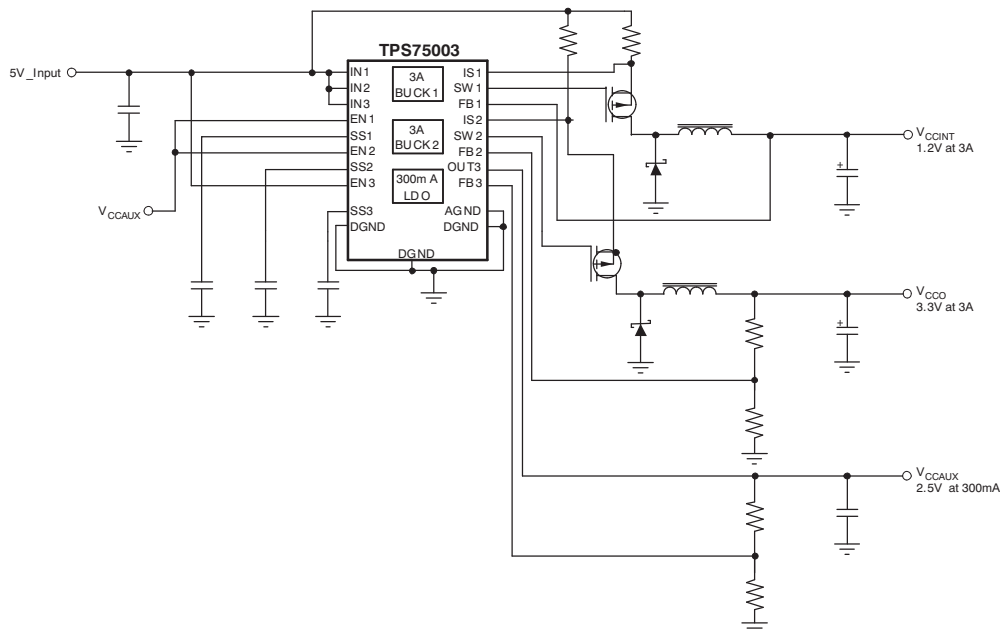 TPS75003
5V_Input
IN1
IN2
IN3
EN1
SS1
EN2
SS2
EN3
SS3
DGND
3A
BUCK1
3A
BUCK2
300mA
LDO
DGND
IS1
SW1
FB1
IS2
SW2
FB2
OUT3
FB3
AGND
DGND
VCCAUX
VCCINT
1.2V at 3A
VCCO
3.3V at 3A
VCCAUX
2.5V at 300mA
+
+